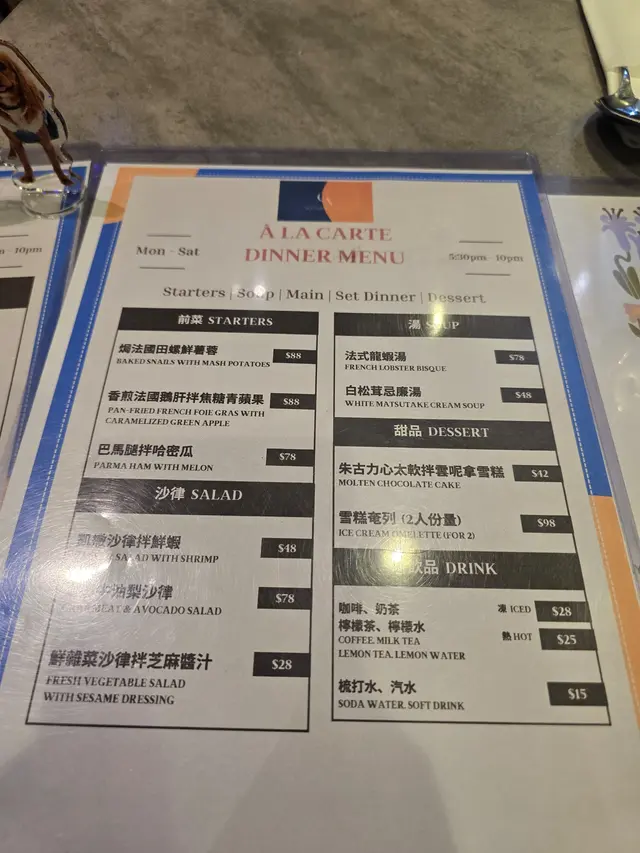 n - 10pm
Mon - Sat
À LA CARTE
DINNER MENU
5:30pm - 10pm
Starters | Soup | Main | Set Dinner | Dessert
前菜 STARTERS
焗法國田螺鮮薯蓉 $88
BAKED SNAILS WITH MASH POTATOES
香煎法國鵝肝拌焦糖青蘋果 $88
PAN-FRIED FRENCH FOIE GRAS WITH
CARAMELIZED GREEN APPLE
巴馬腿拌哈密瓜 $78
PARMA HAM WITH MELON
沙律 SALAD
沙律拌鮮蝦 $48
SALAD WITH SHRIMP
油梨沙律 $78
& AVOCADO SALAD
鮮雜菜沙律拌芝麻醬汁 $28
FRESH VEGETABLE SALAD
WITH SESAME DRESSING
湯 SOUP
法式龍蝦湯 $78
FRENCH LOBSTER BISQUE
白松茸忌廉湯 $48
WHITE MATSUTAKE CREAM SOUP
甜品 DESSERT
朱古力心太軟拌雲呢拿雪糕 $42
MOLTEN CHOCOLATE CAKE
雪糕奄列 (2人份量) $98
ICE CREAM OMELETTE (FOR 2)
飲品 DRINK
咖啡、奶茶 凍 ICED $28
檸檬茶、檸檬水 熱 HOT $25
COFFEE, MILK TEA
LEMON TEA, LEMON WATER
梳打水、汽水 $15
SODA WATER, SOFT DRINK